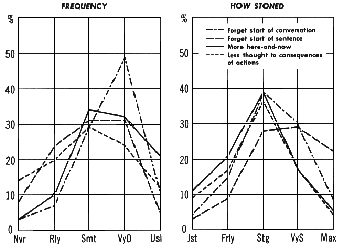 FREQUENCY
HOW STONED
%
50
40
30
20
10
0
Nvr Rly Smt VyO Usl
%
50
40
30
20
10
0
Jst Frly Stg VyS Max
Forget start of conversation
Forget start of sentence
More here-and-now
Less thought to consequences
of actions